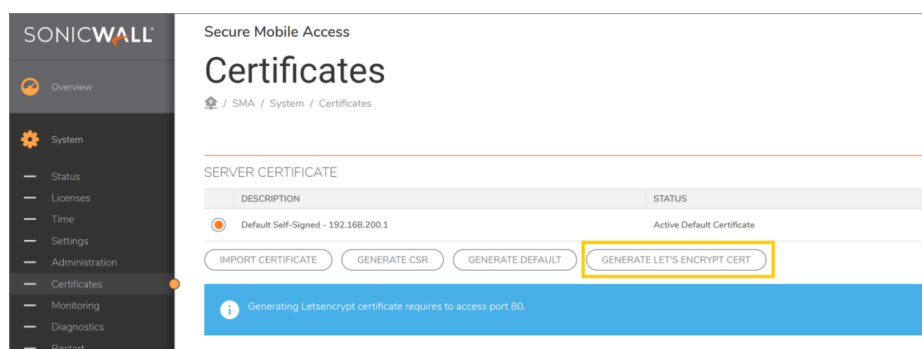 SONICWALL
Secure Mobile Access
Certificates
/ SMA / System / Certificates
Overview
System
Status
Licenses
Time
Settings
Administration
Certificates
Monitoring
Diagnostics
Restart
SERVER CERTIFICATE
DESCRIPTION STATUS
Default Self-Signed - 192.168.200.1 Active Default Certificate
IMPORT CERTIFICATE GENERATE CSR GENERATE DEFAULT GENERATE LET'S ENCRYPT CERT
Generating Letsencrypt certificate requires to access port 80.